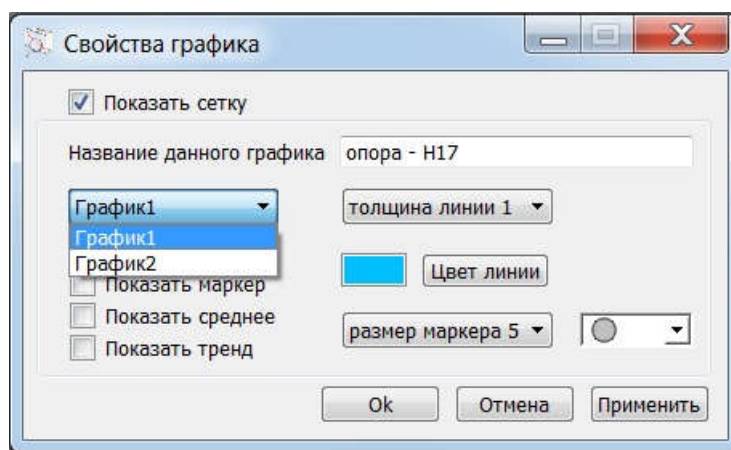 Свойства графика
Показать сетку
Название данного графика опора - Н17
График1 толщина линии 1
График1
График2
Цвет линии
Показать маркер
Показать среднее
размер маркера 5
Показать тренд
Ok Отмена Применить